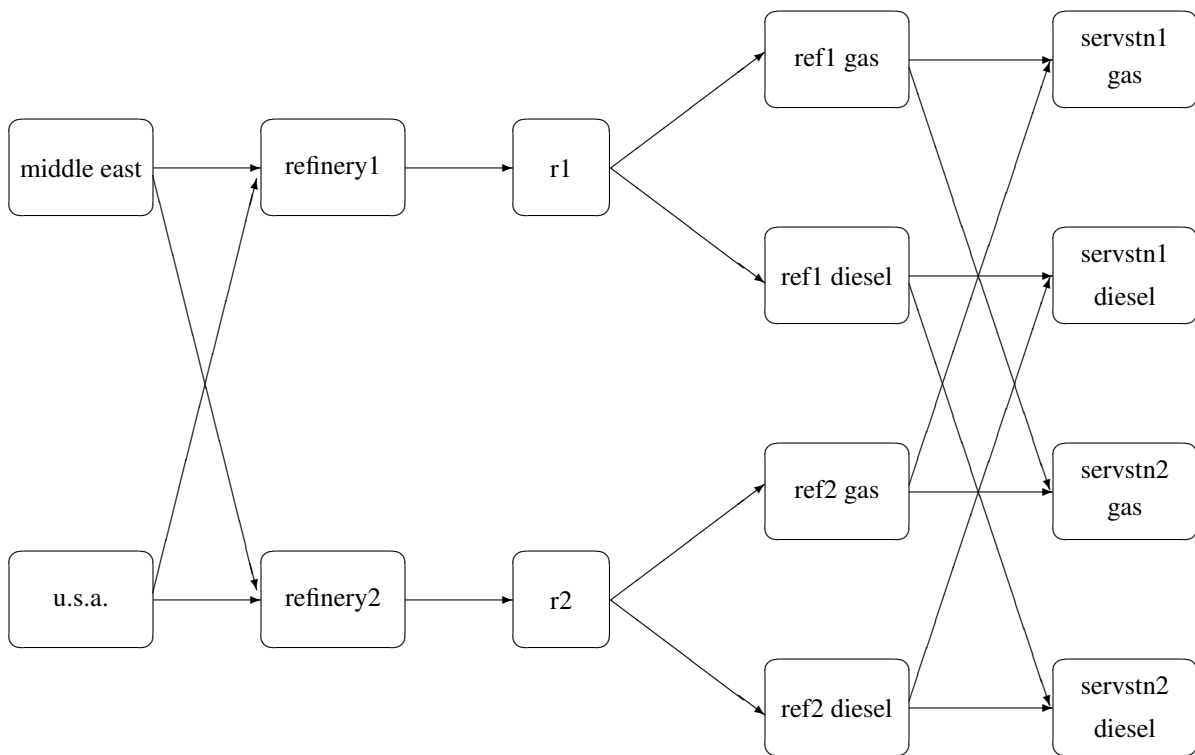 ref1 gas
servstn1
gas
middle east
refinery1
r1
ref1 diesel
servstn1
diesel
ref2 gas
servstn2
gas
u.s.a.
refinery2
r2
ref2 diesel
servstn2
diesel